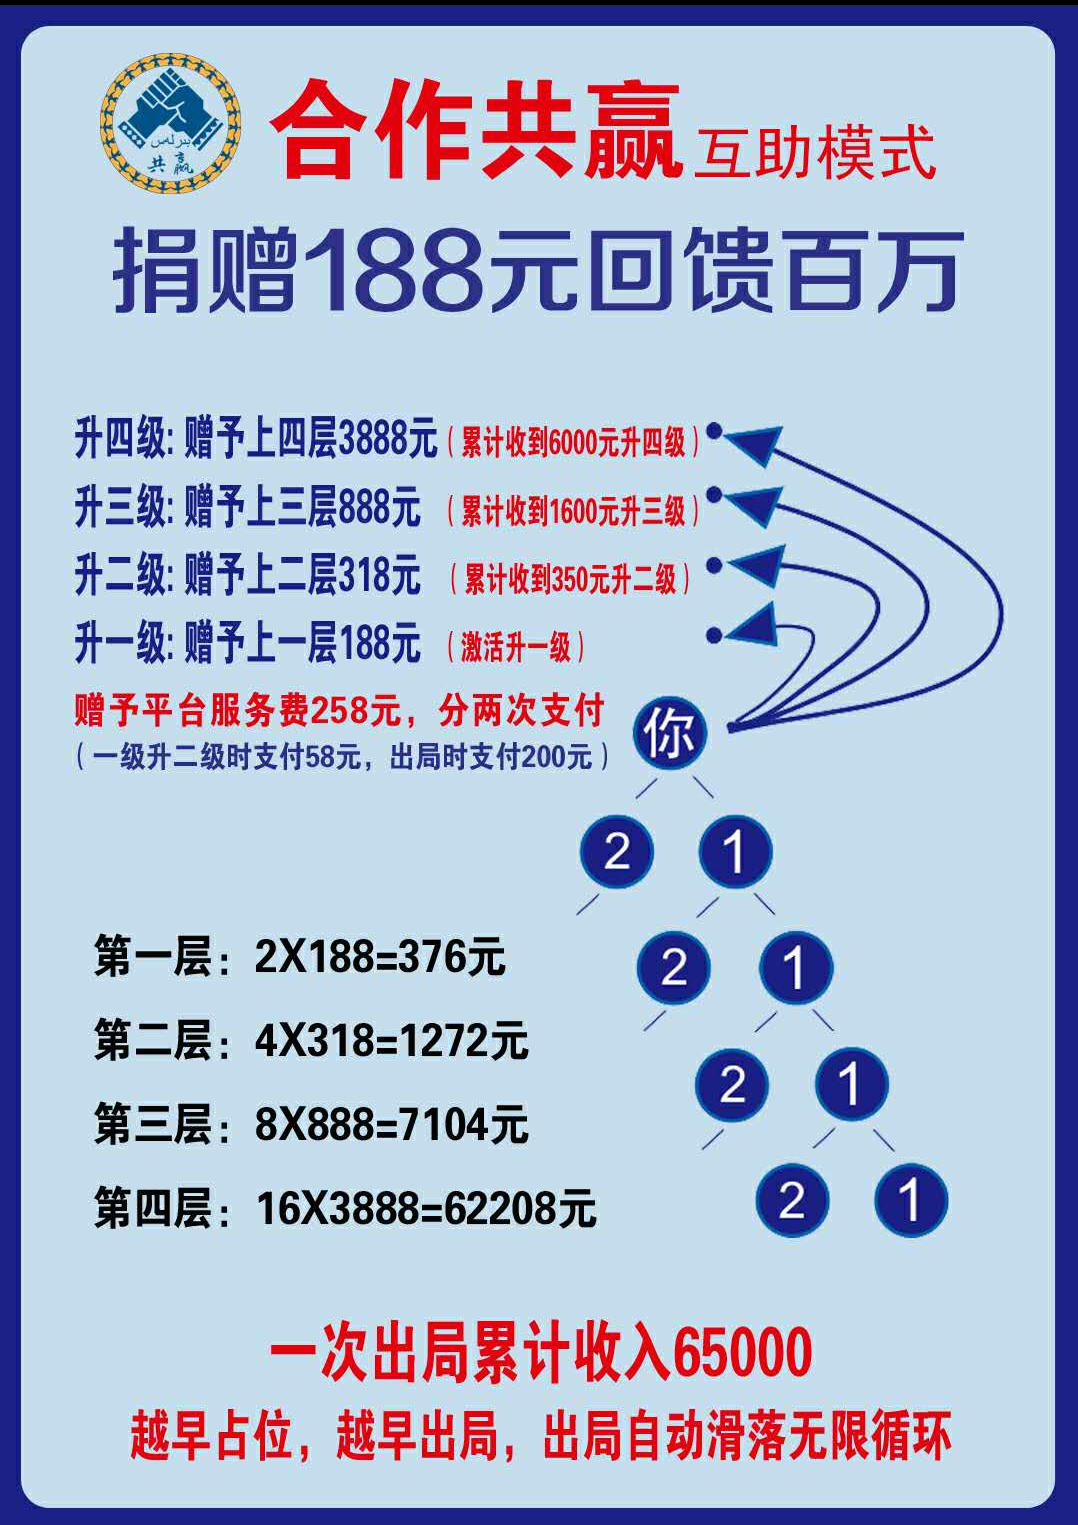 بىرلەش
共赢
合作共赢 互助模式
捐赠188元回馈百万
升四级: 赠予上四层3888元 (累计收到6000元升四级)
升三级: 赠予上三层888元 (累计收到1600元升三级)
升二级: 赠予上二层318元 (累计收到350元升二级)
升一级: 赠予上一层188元 (激活升一级)
赠予平台服务费258元，分两次支付
(一级升二级时支付58元，出局时支付200元)
你
2 1
2 1
2 1
2 1
第一层：2X188=376元
第二层：4X318=1272元
第三层：8X888=7104元
第四层：16X3888=62208元
一次出局累计收入65000
越早占位，越早出局，出局自动滑落无限循环